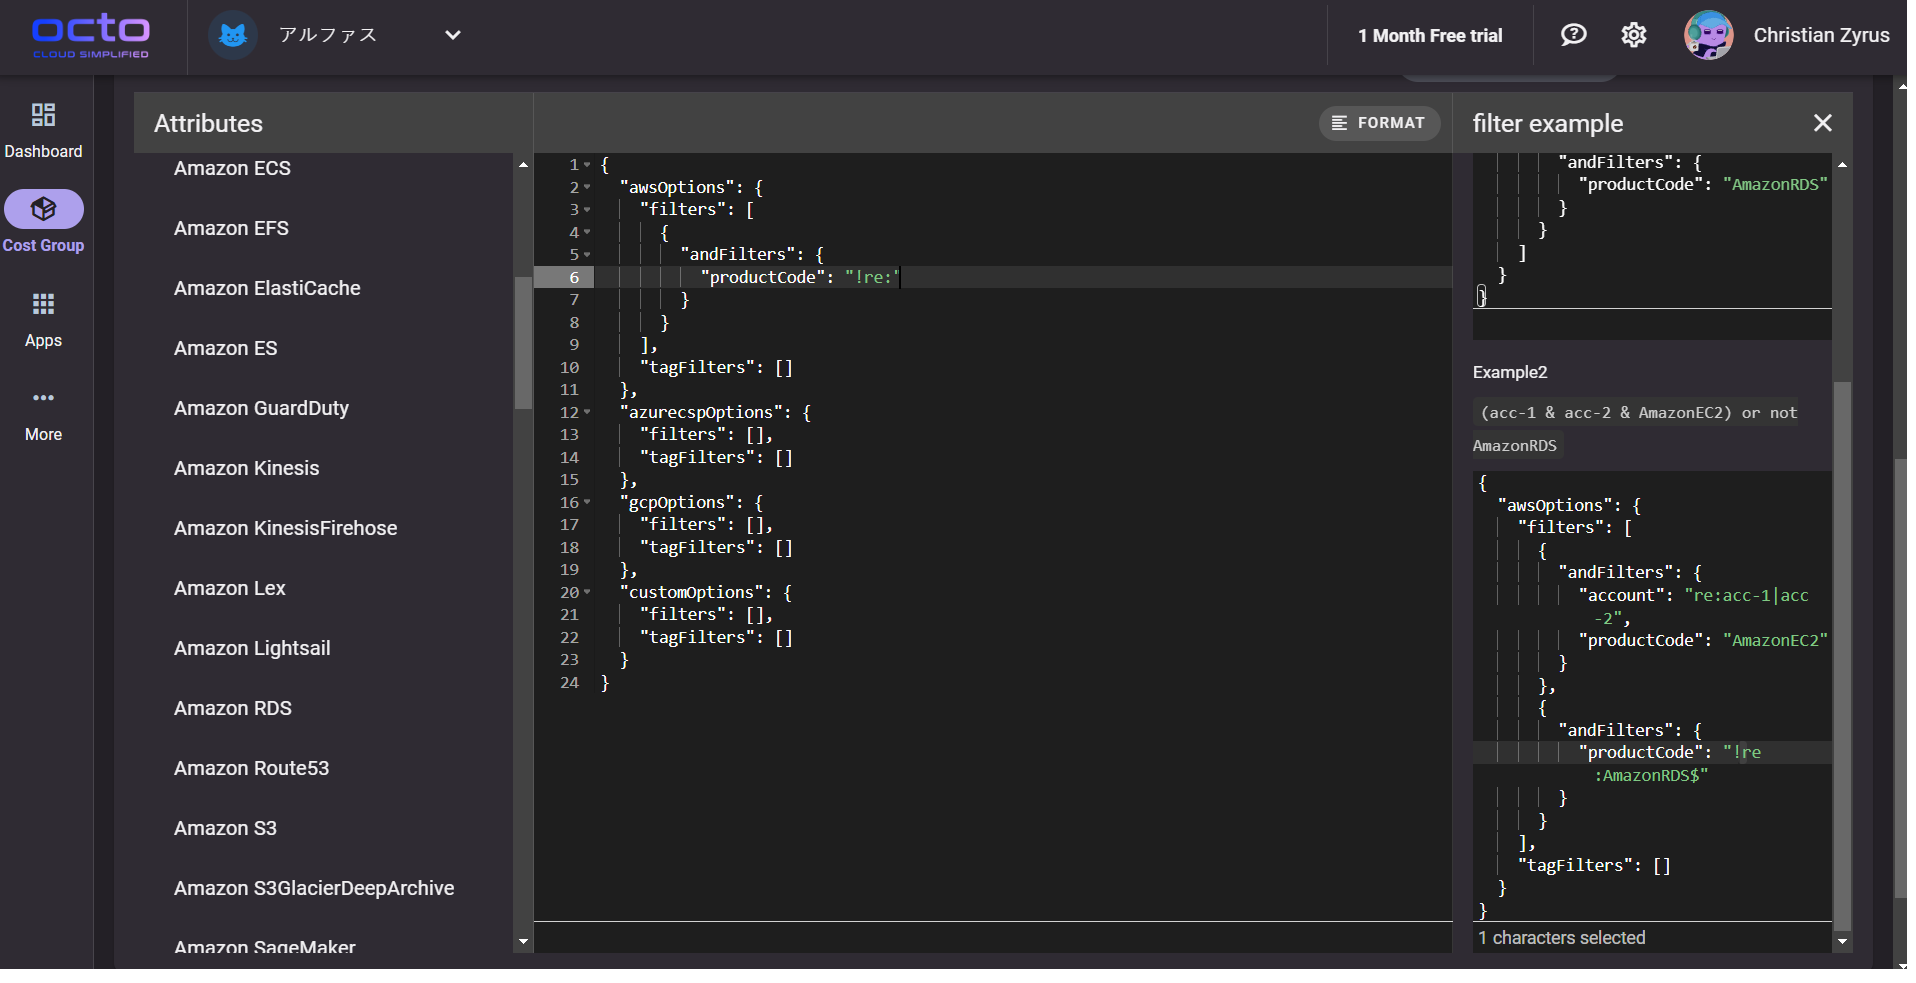 octo
CLOUD SIMPLIFIED
アルファス
1 Month Free trial
Christian Zyrus
Dashboard
Cost Group
Apps
More
Attributes
Amazon ECS
Amazon EFS
Amazon ElastiCache
Amazon ES
Amazon GuardDuty
Amazon Kinesis
Amazon KinesisFirehose
Amazon Lex
Amazon Lightsail
Amazon RDS
Amazon Route53
Amazon S3
Amazon S3GlacierDeepArchive
Amazon SageMaker
FORMAT
1 {
2 "awsOptions": {
3 "filters": [
4 {
5 "andFilters": {
6 "productCode": "!re:"
7 }
8 }
9 ],
10 "tagFilters": []
11 },
12 "azurecspOptions": {
13 "filters": [],
14 "tagFilters": []
15 },
16 "gcpOptions": {
17 "filters": [],
18 "tagFilters": []
19 },
20 "customOptions": {
21 "filters": [],
22 "tagFilters": []
23 }
24 }
filter example
"andFilters": {
"productCode": "AmazonRDS"
}
}
]
}
}
Example2
(acc-1 & acc-2 & AmazonEC2) or not
AmazonRDS
{
"awsOptions": {
"filters": [
{
"andFilters": {
"account": "re:acc-1|acc
-2",
"productCode": "AmazonEC2"
}
},
{
"andFilters": {
"productCode": "!re
:AmazonRDS$"
}
}
],
"tagFilters": []
}
}
1 characters selected